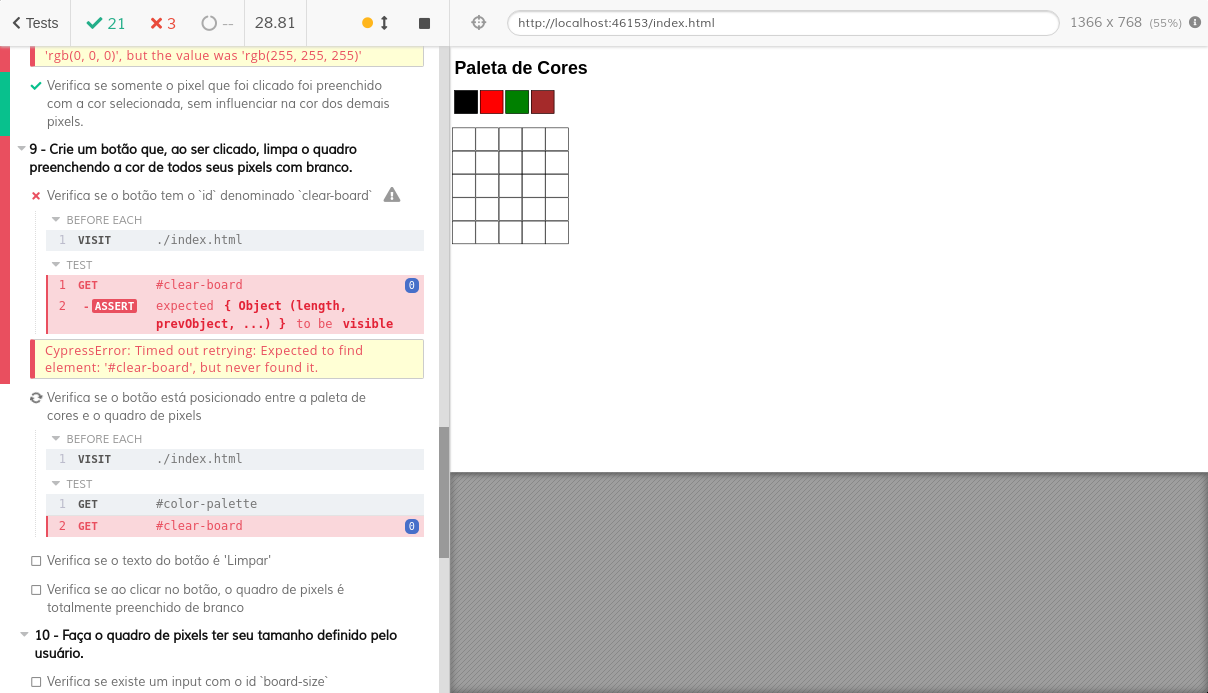 Tests
21
3
--
28.81
http://localhost:46153/index.html
1366 x 768 (55%)
'rgb(0, 0, 0)', but the value was 'rgb(255, 255, 255)'
Verifica se somente o pixel que foi clicado foi preenchido
com a cor selecionada, sem influenciar na cor dos demais
pixels.
9 - Crie um botão que, ao ser clicado, limpa o quadro
preenchendo a cor de todos seus pixels com branco.
Verifica se o botão tem o `id` denominado `clear-board`
BEFORE EACH
1 VISIT ./index.html
TEST
1 GET #clear-board 0
2 -ASSERT expected { Object (length,
prevObject, ...) } to be visible
CypressError: Timed out retrying: Expected to find
element: '#clear-board', but never found it.
Verifica se o botão está posicionado entre a paleta de
cores e o quadro de pixels
BEFORE EACH
1 VISIT ./index.html
TEST
1 GET #color-palette
2 GET #clear-board 0
Verifica se o texto do botão é 'Limpar'
Verifica se ao clicar no botão, o quadro de pixels é
totalmente preenchido de branco
10 - Faça o quadro de pixels ter seu tamanho definido pelo
usuário.
Verifica se existe um input com o id `board-size`
Paleta de Cores